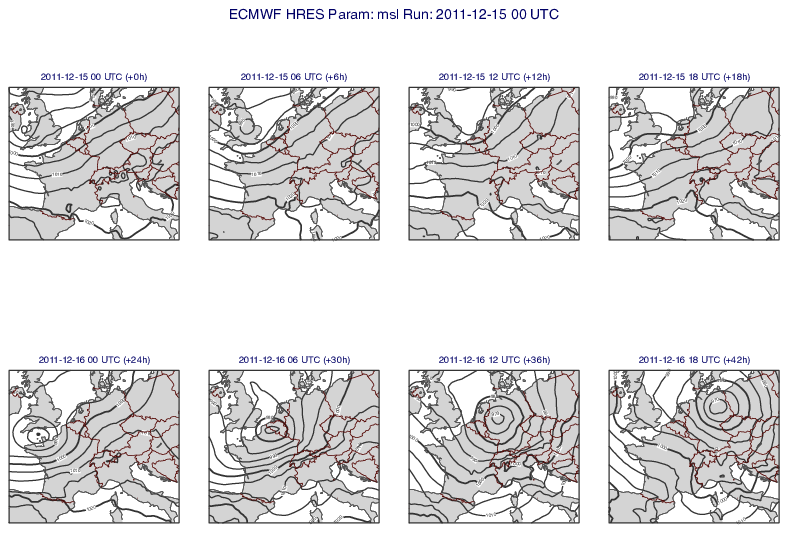 ECMWF HRES Param: msl Run: 2011-12-15 00 UTC
2011-12-15 00 UTC (+0h)
2011-12-15 06 UTC (+6h)
2011-12-15 12 UTC (+12h)
2011-12-15 18 UTC (+18h)
2011-12-16 00 UTC (+24h)
2011-12-16 06 UTC (+30h)
2011-12-16 12 UTC (+36h)
2011-12-16 18 UTC (+42h)